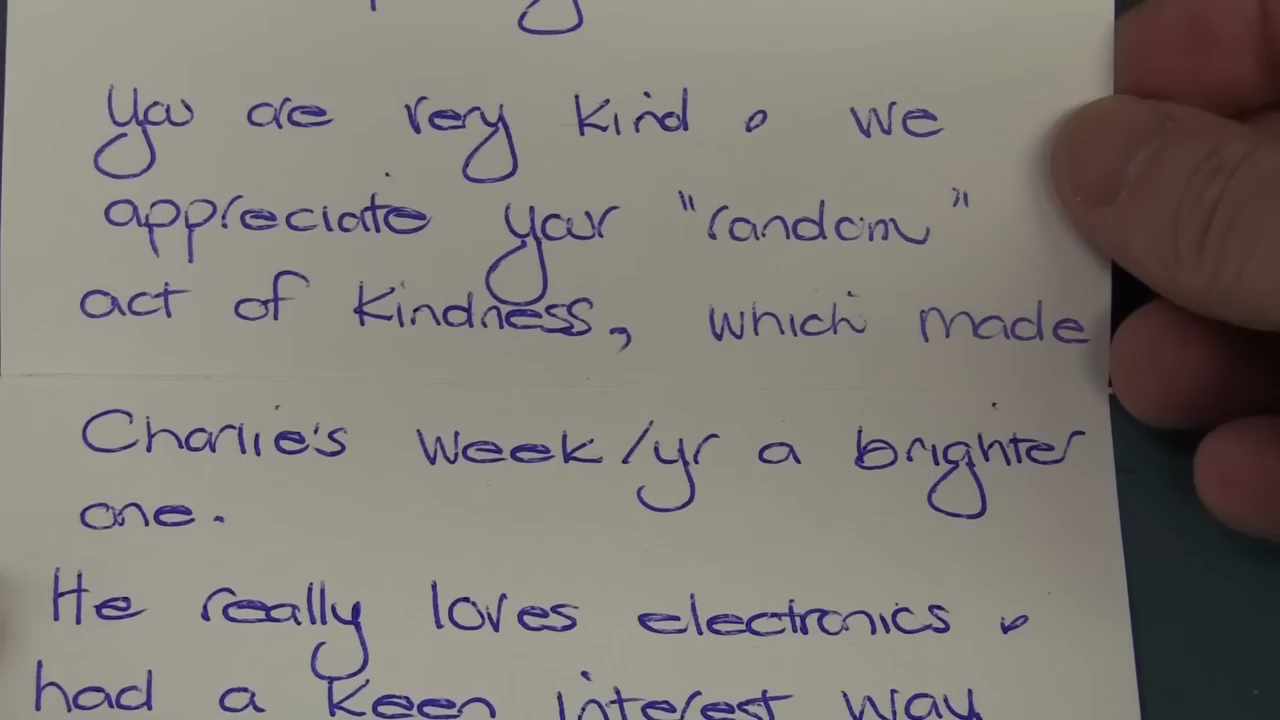 You are very kind & we
appreciate your "random"
act of kindness, which made
Charlie's week/yr a brighter
one.
He really loves electronics &
had a keen interest way